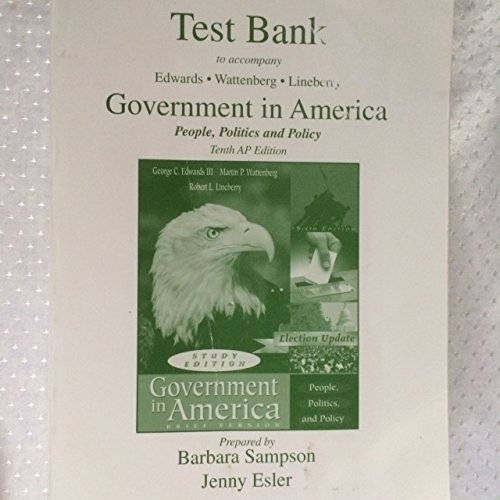 Test Bank
to accompany
Edwards • Wattenberg • Lineberry
Government in America
People, Politics and Policy
Tenth AP Edition
George C. Edwards III Martin P. Wattenberg
Robert L. Lineberry
SIXTH EDITION
Election Update
STUDY
EDITION
Government
in America
BRIEF VERSION
People,
Politics,
and Policy
Prepared by
Barbara Sampson
Jenny Esler